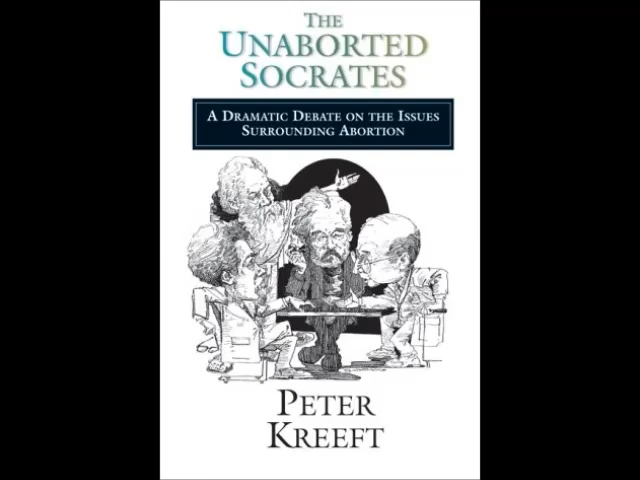 THE
UNABORTED
SOCRATES
A DRAMATIC DEBATE ON THE ISSUES
SURROUNDING ABORTION
PETER
KREEFT